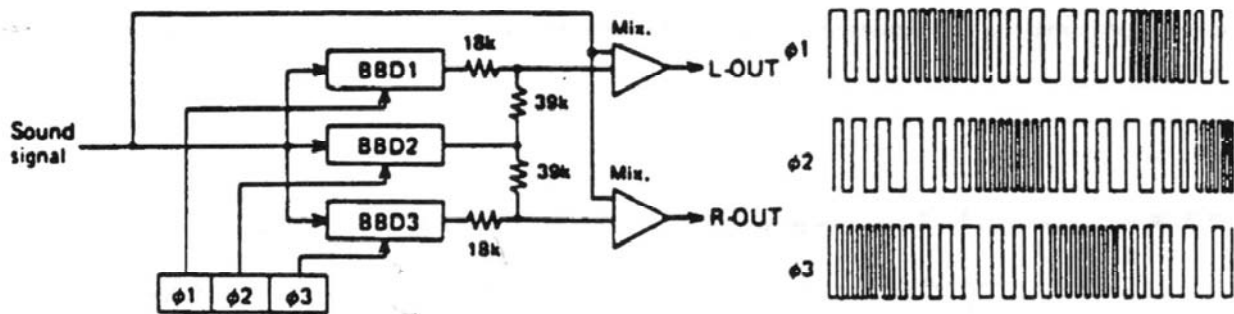 18k
Mix.
BBD1
L-OUT
φ1
39k
Sound
signal
BBD2
φ2
39k
Mix.
BBD3
R-OUT
18k
φ3
φ1 φ2 φ3